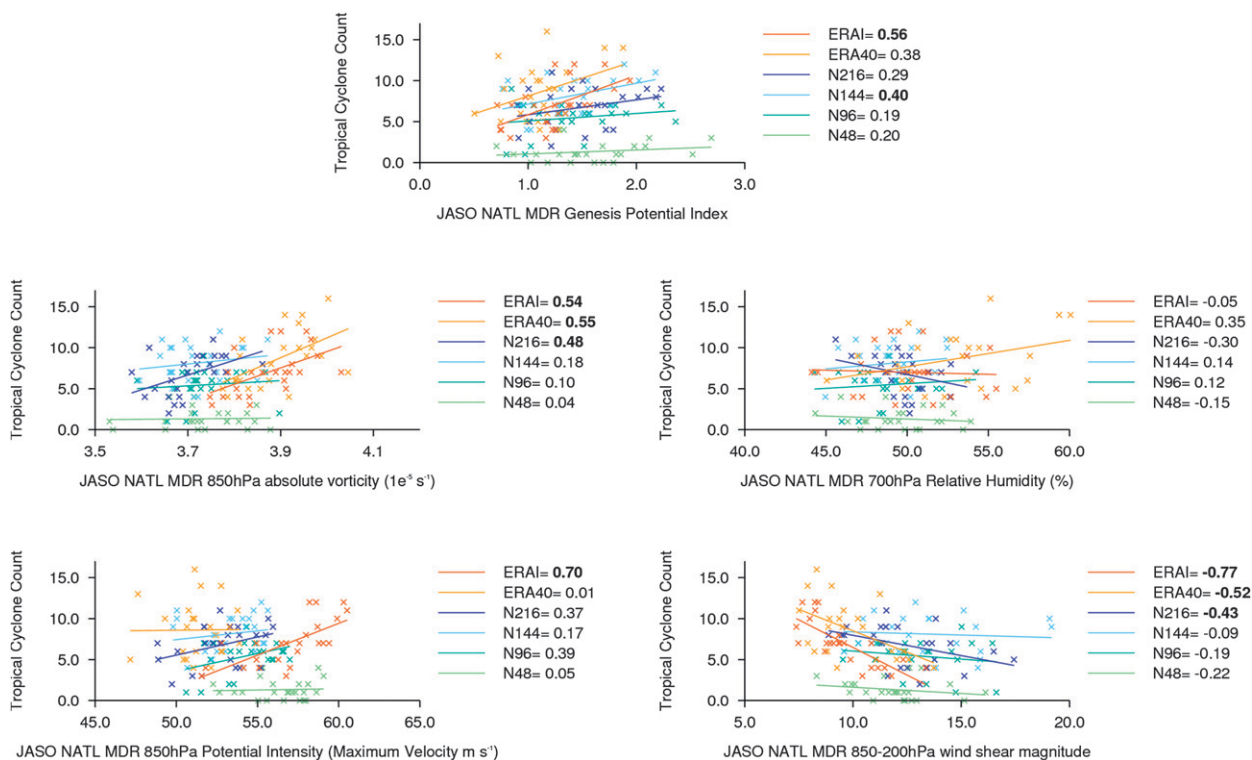 Tropical Cyclone Count
15.0
10.0
5.0
0.0
0.0
1.0
2.0
3.0
JASO NATL MDR Genesis Potential Index
ERAI= 0.56
ERA40= 0.38
N216= 0.29
N144= 0.40
N96= 0.19
N48= 0.20
Tropical Cyclone Count
15.0
10.0
5.0
0.0
3.5
3.7
3.9
4.1
JASO NATL MDR 850hPa absolute vorticity (1e⁻⁵ s⁻¹)
ERAI= 0.54
ERA40= 0.55
N216= 0.48
N144= 0.18
N96= 0.10
N48= 0.04
Tropical Cyclone Count
15.0
10.0
5.0
0.0
40.0
45.0
50.0
55.0
60.0
JASO NATL MDR 700hPa Relative Humidity (%)
ERAI= -0.05
ERA40= 0.35
N216= -0.30
N144= 0.14
N96= 0.12
N48= -0.15
Tropical Cyclone Count
15.0
10.0
5.0
0.0
45.0
50.0
55.0
60.0
65.0
JASO NATL MDR 850hPa Potential Intensity (Maximum Velocity m s⁻¹)
ERAI= 0.70
ERA40= 0.01
N216= 0.37
N144= 0.17
N96= 0.39
N48= 0.05
Tropical Cyclone Count
15.0
10.0
5.0
0.0
5.0
10.0
15.0
20.0
JASO NATL MDR 850-200hPa wind shear magnitude
ERAI= -0.77
ERA40= -0.52
N216= -0.43
N144= -0.09
N96= -0.19
N48= -0.22